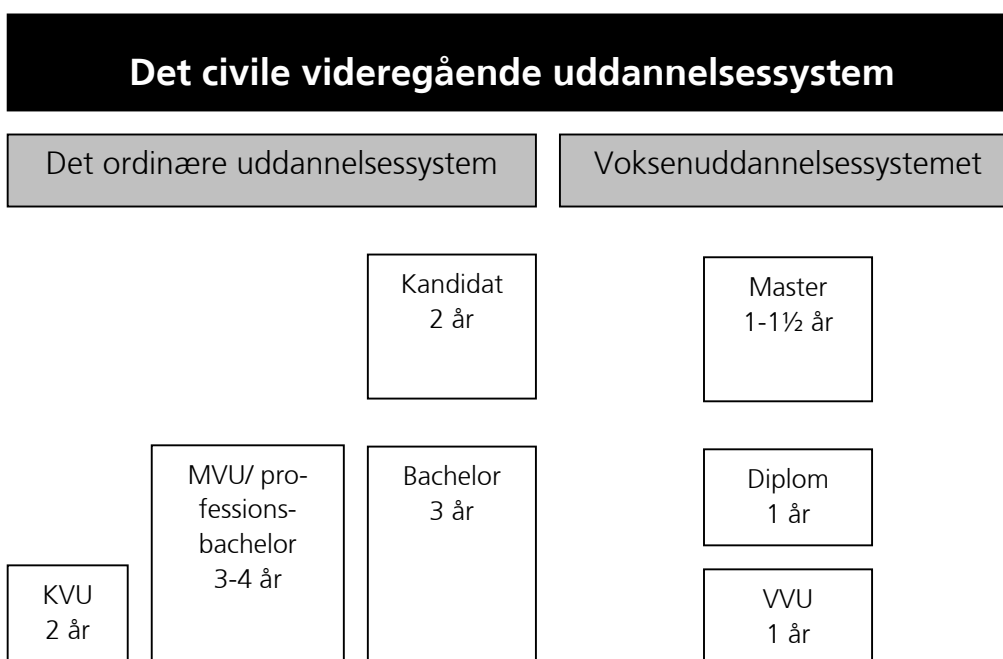 Det civile videregående uddannelsessystem
Det ordinære uddannelsessystem
Voksenuddannelsessystemet
Kandidat
2 år
Master
1-1½ år
MVU/ pro-
fessions-
bachelor
3-4 år
Bachelor
3 år
Diplom
1 år
KVU
2 år
VVU
1 år